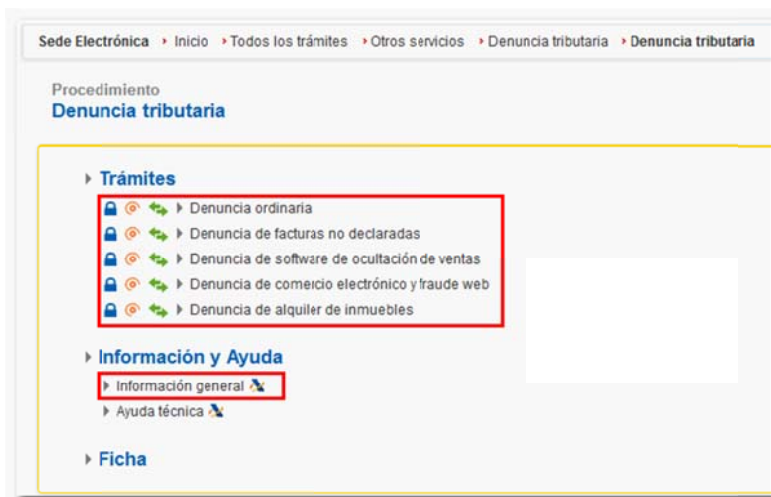 Sede Electrónica Inicio Todos los trámites Otros servicios Denuncia tributaria Denuncia tributaria
Procedimiento
Denuncia tributaria
Trámites
Denuncia ordinaria
Denuncia de facturas no declaradas
Denuncia de software de ocultación de ventas
Denuncia de comercio electrónico y fraude web
Denuncia de alquiler de inmuebles
Información y Ayuda
Información general
Ayuda técnica
Ficha